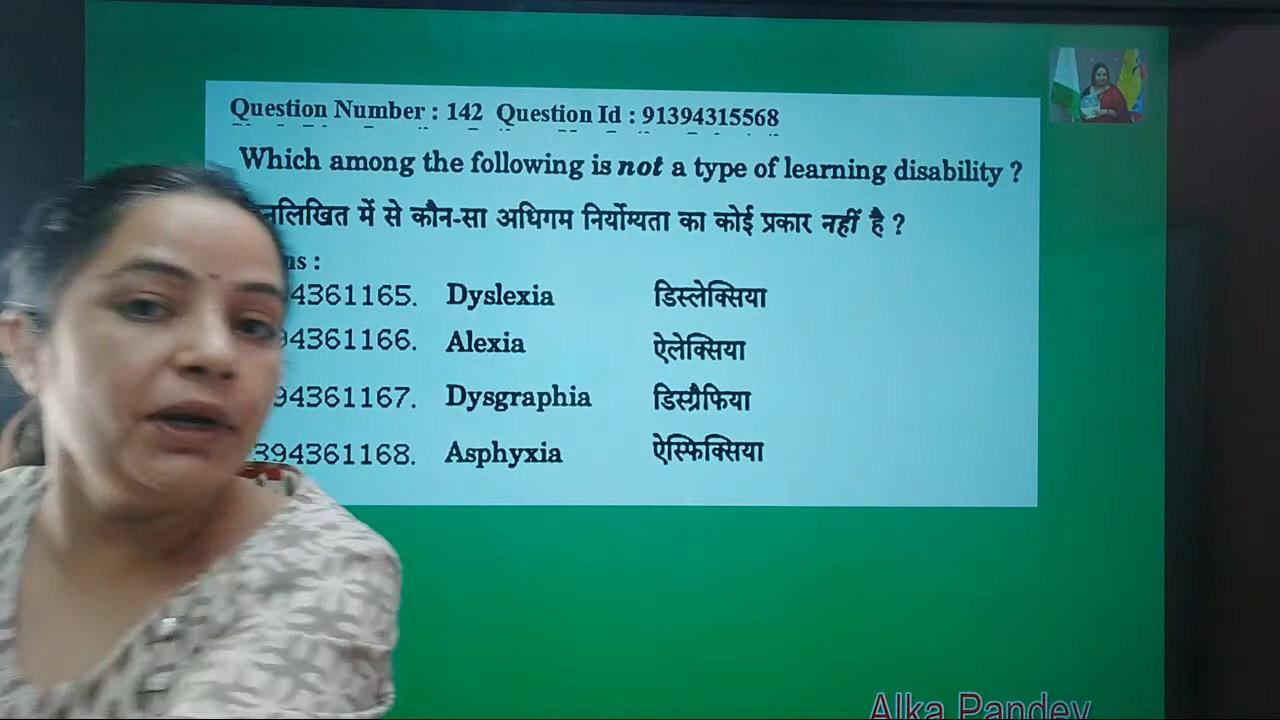 Question Number : 142 Question Id : 91394315568
Which among the following is not a type of learning disability ?
में से कौन-सा अधिगम निर्योग्यता का कोई प्रकार नहीं है ?
4361165. Dyslexia डिस्लेक्सिया
4361166. Alexia ऐलेक्सिया
94361167. Dysgraphia डिस्ग्रैफिया
394361168. Asphyxia ऐस्फिक्सिया
Alka Pandey